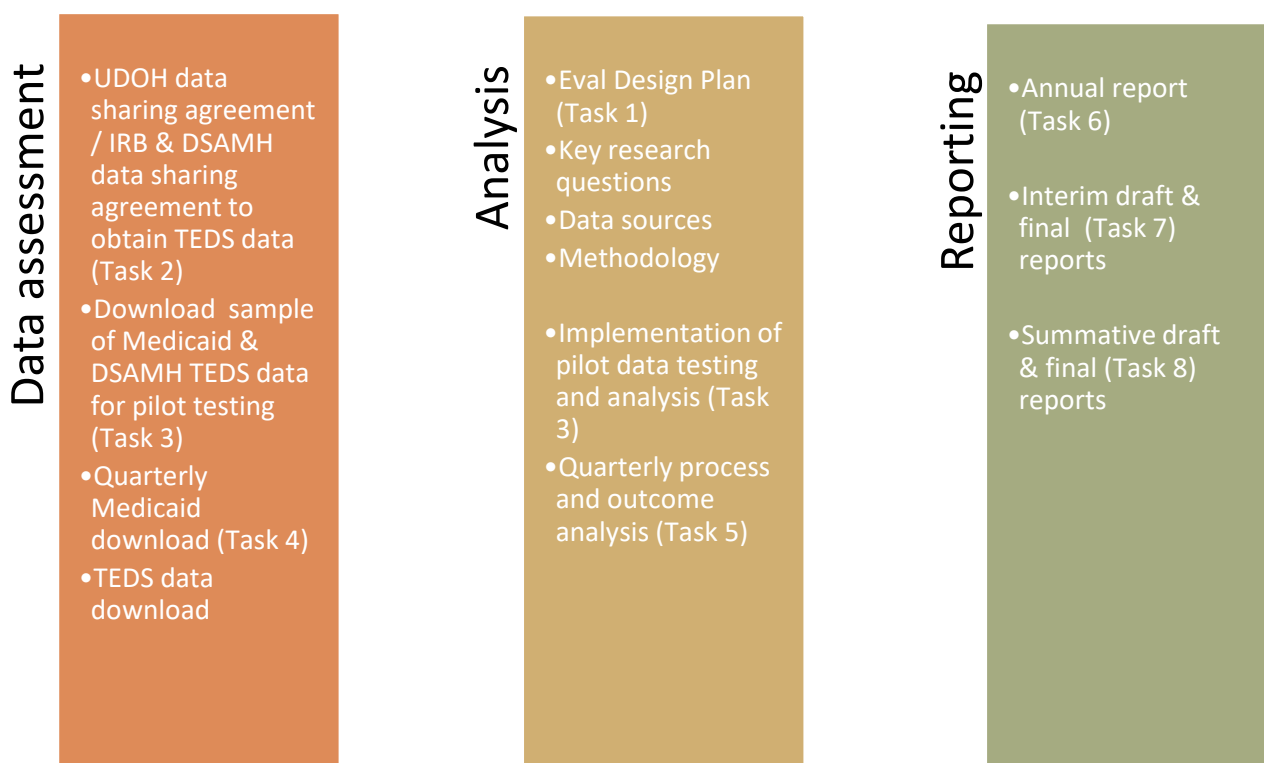 Data assessment
•UDOH data
sharing agreement
/ IRB & DSAMH
data sharing
agreement to
obtain TEDS data
(Task 2)
•Download  sample
of Medicaid &
DSAMH TEDS data
for pilot testing
(Task 3)
•Quarterly
Medicaid
download (Task 4)
•TEDS data
download
Analysis
•Eval Design Plan
(Task 1)
•Key research
questions
•Data sources
•Methodology
•Implementation of
pilot data testing
and analysis (Task
3)
•Quarterly process
and outcome
analysis (Task 5)
Reporting
•Annual report
(Task 6)
•Interim draft &
final  (Task 7)
reports
•Summative draft
& final (Task 8)
reports